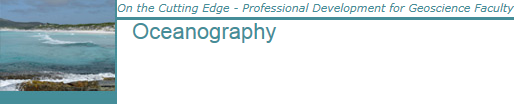 On the Cutting Edge - Professional Development for Geoscience Faculty
Oceanography